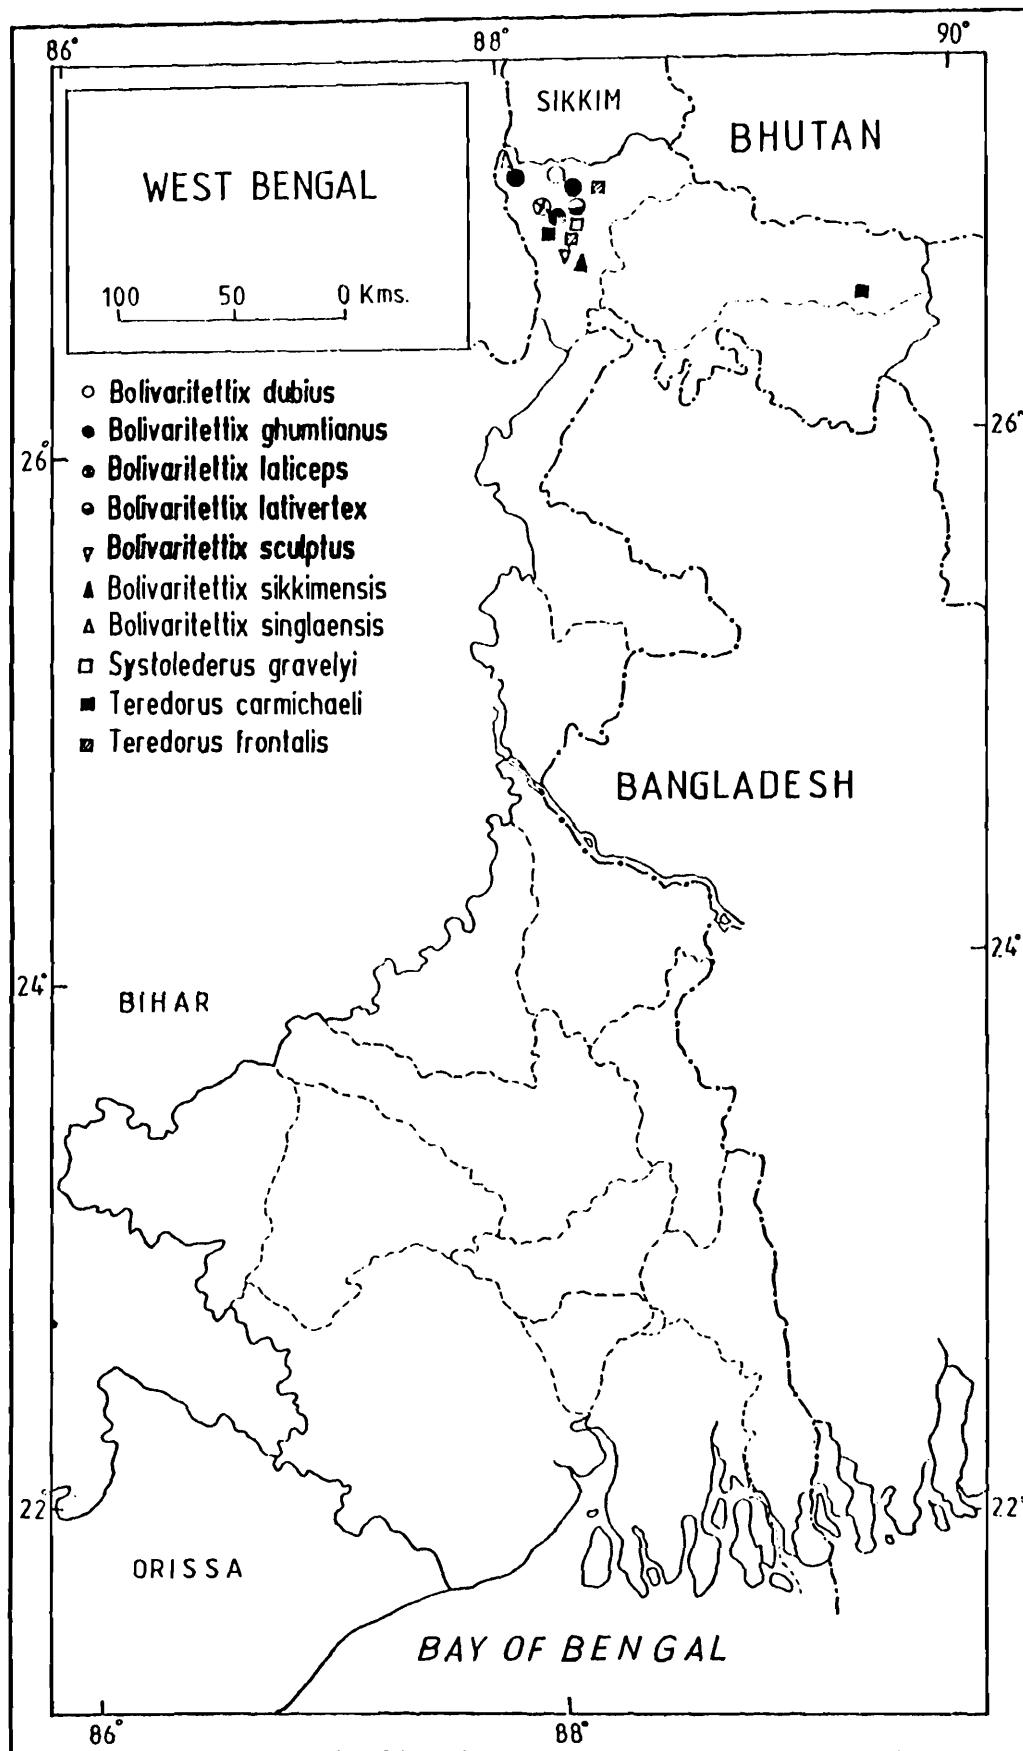 86°
88°
90°
SIKKIM
BHUTAN
WEST BENGAL
100 50 0 Kms.
Bolivaritettix dubius
Bolivaritettix ghumtianus
Bolivaritettix laticeps
Bolivaritettix lativertex
Bolivaritettix sculptus
Bolivaritettix sikkimensis
Bolivaritettix singlaensis
Systolederus gravelyi
Teredorus carmichaeli
Teredorus frontalis
26°
26°
BANGLADESH
24°
24°
BIHAR
22°
22°
ORISSA
BAY OF BENGAL
86°
88°